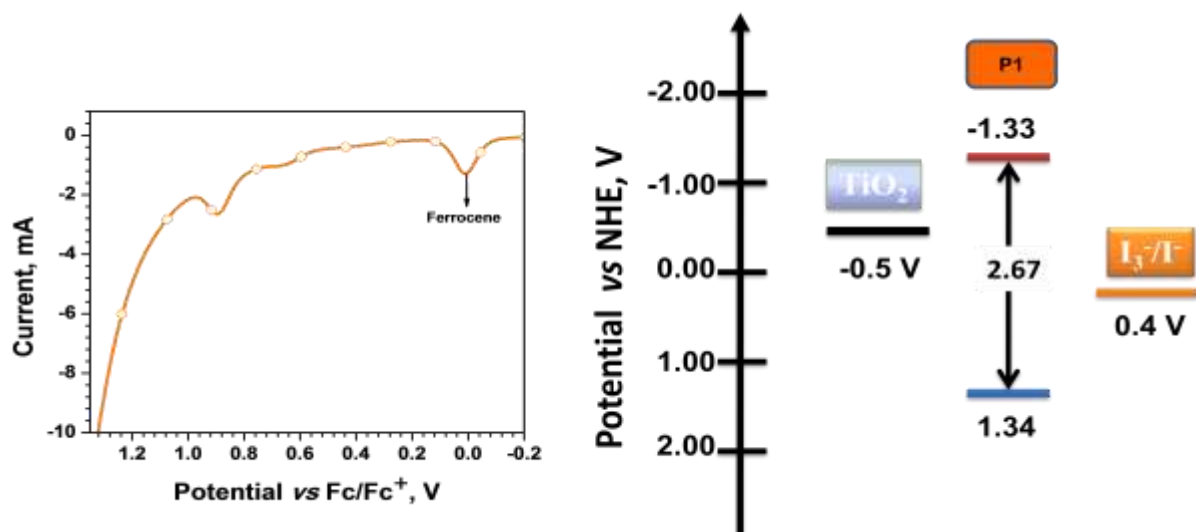 0
-2
-4
-6
-8
-10
Current, mA
Ferrocene
1.2 1.0 0.8 0.6 0.4 0.2 0.0 -0.2
Potential vs Fc/Fc⁺, V
Potential vs NHE, V
-2.00
-1.00
0.00
1.00
2.00
TiO₂
-0.5 V
P1
-1.33
2.67
1.34
I₃⁻/I⁻
0.4 V